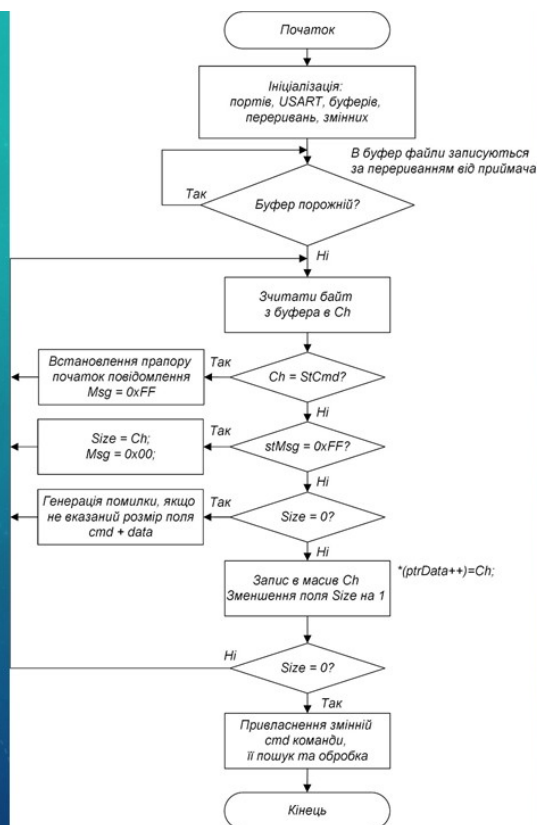 Початок
Ініціалізація:
портів, USART, буферів,
переривань, змінних
В буфер файли записуються
за перериванням від приймача
Так
Буфер порожній?
Ні
Зчитати байт
з буфера в Ch
Встановлення прапору
початок повідомлення
Msg = 0xFF
Так
Ch = StCmd?
Ні
Size = Ch;
Msg = 0x00;
Так
stMsg = 0xFF?
Ні
Генерація помилки, якщо
не вказаний розмір поля
cmd + data
Так
Size = 0?
Ні
Запис в масив Ch
Зменшення поля Size на 1
*(ptrData++)=Ch;
Ні
Size = 0?
Так
Привласнення змінній
cmd команди,
її пошук та обробка
Кінець